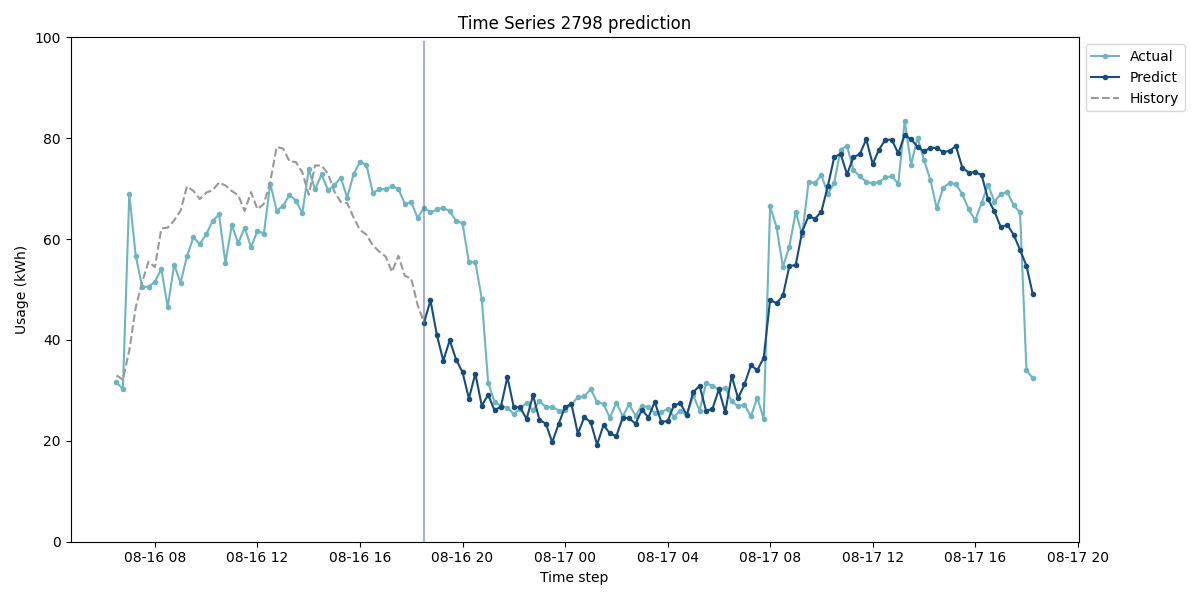 Time Series 2798 prediction
100
80
60
40
20
0
Usage (kWh)
08-16 08
08-16 12
08-16 16
08-16 20
08-17 00
08-17 04
08-17 08
08-17 12
08-17 16
08-17 20
Time step
Actual
Predict
History